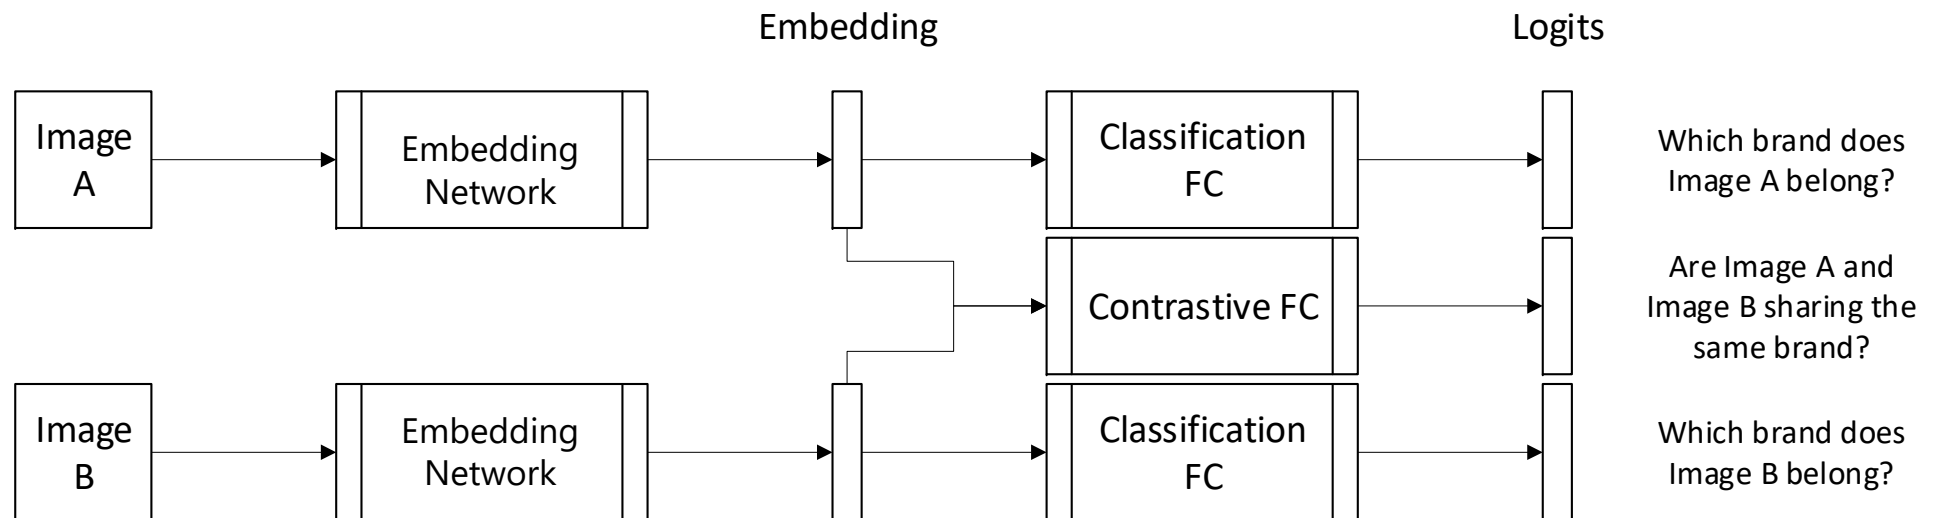 Embedding
Logits
Image
A
Embedding
Network
Classification
FC
Which brand does
Image A belong?
Contrastive FC
Are Image A and
Image B sharing the
same brand?
Image
B
Embedding
Network
Classification
FC
Which brand does
Image B belong?